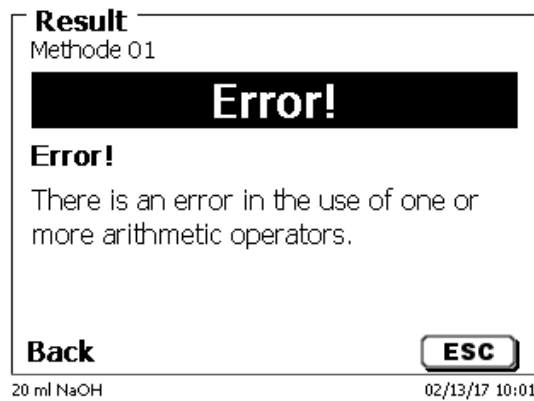 Result
Methode 01
Error!
Error!
There is an error in the use of one or
more arithmetic operators.
Back ESC
20 ml NaOH 02/13/17 10:01